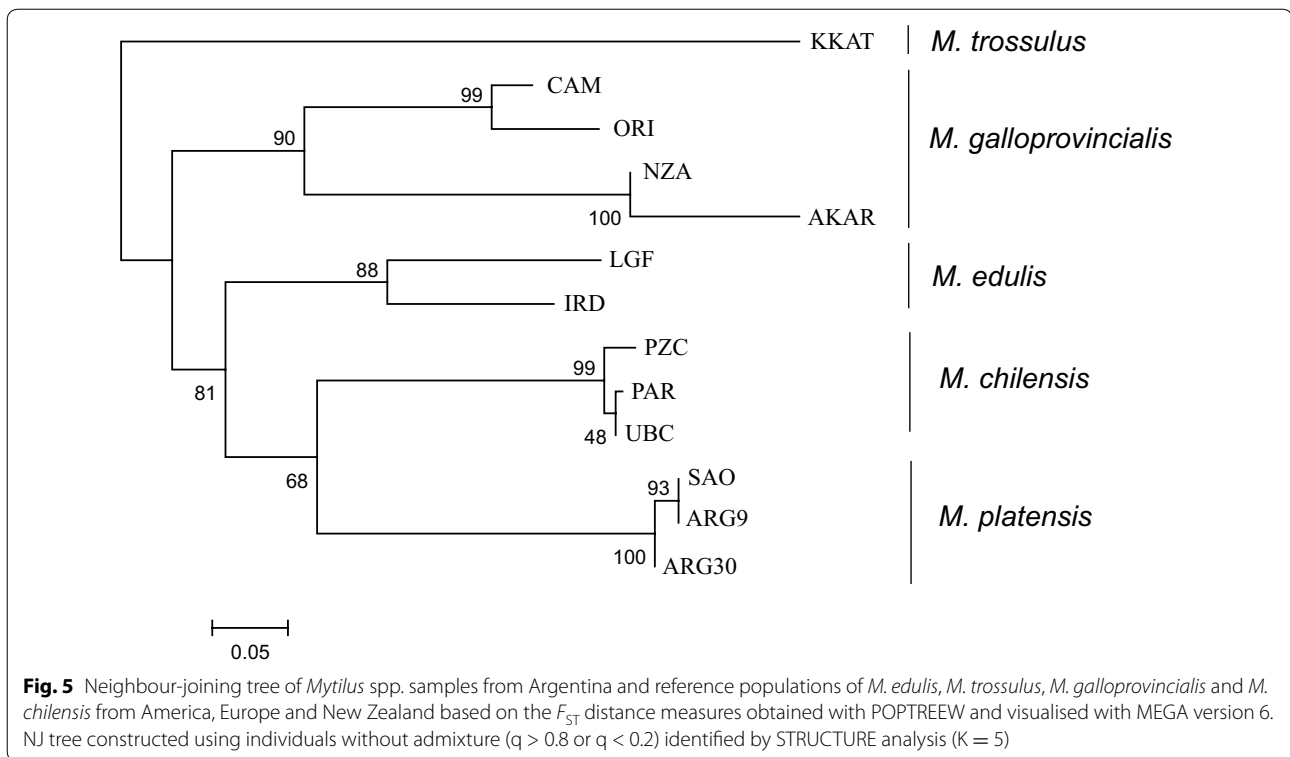 KKAT
M. trossulus
CAM
99
ORI
M. galloprovincialis
90
NZA
100
AKAR
LGF
88
M. edulis
IRD
PZC
99
M. chilensis
PAR
81
48
UBC
SAO
68
93
M. platensis
ARG9
100
ARG30
0.05
Fig. 5 Neighbour-joining tree of Mytilus spp. samples from Argentina and reference populations of M. edulis, M. trossulus, M. galloprovincialis and M.
chilensis from America, Europe and New Zealand based on the FST distance measures obtained with POPTREEW and visualised with MEGA version 6.
NJ tree constructed using individuals without admixture (q > 0.8 or q < 0.2) identified by STRUCTURE analysis (K = 5)